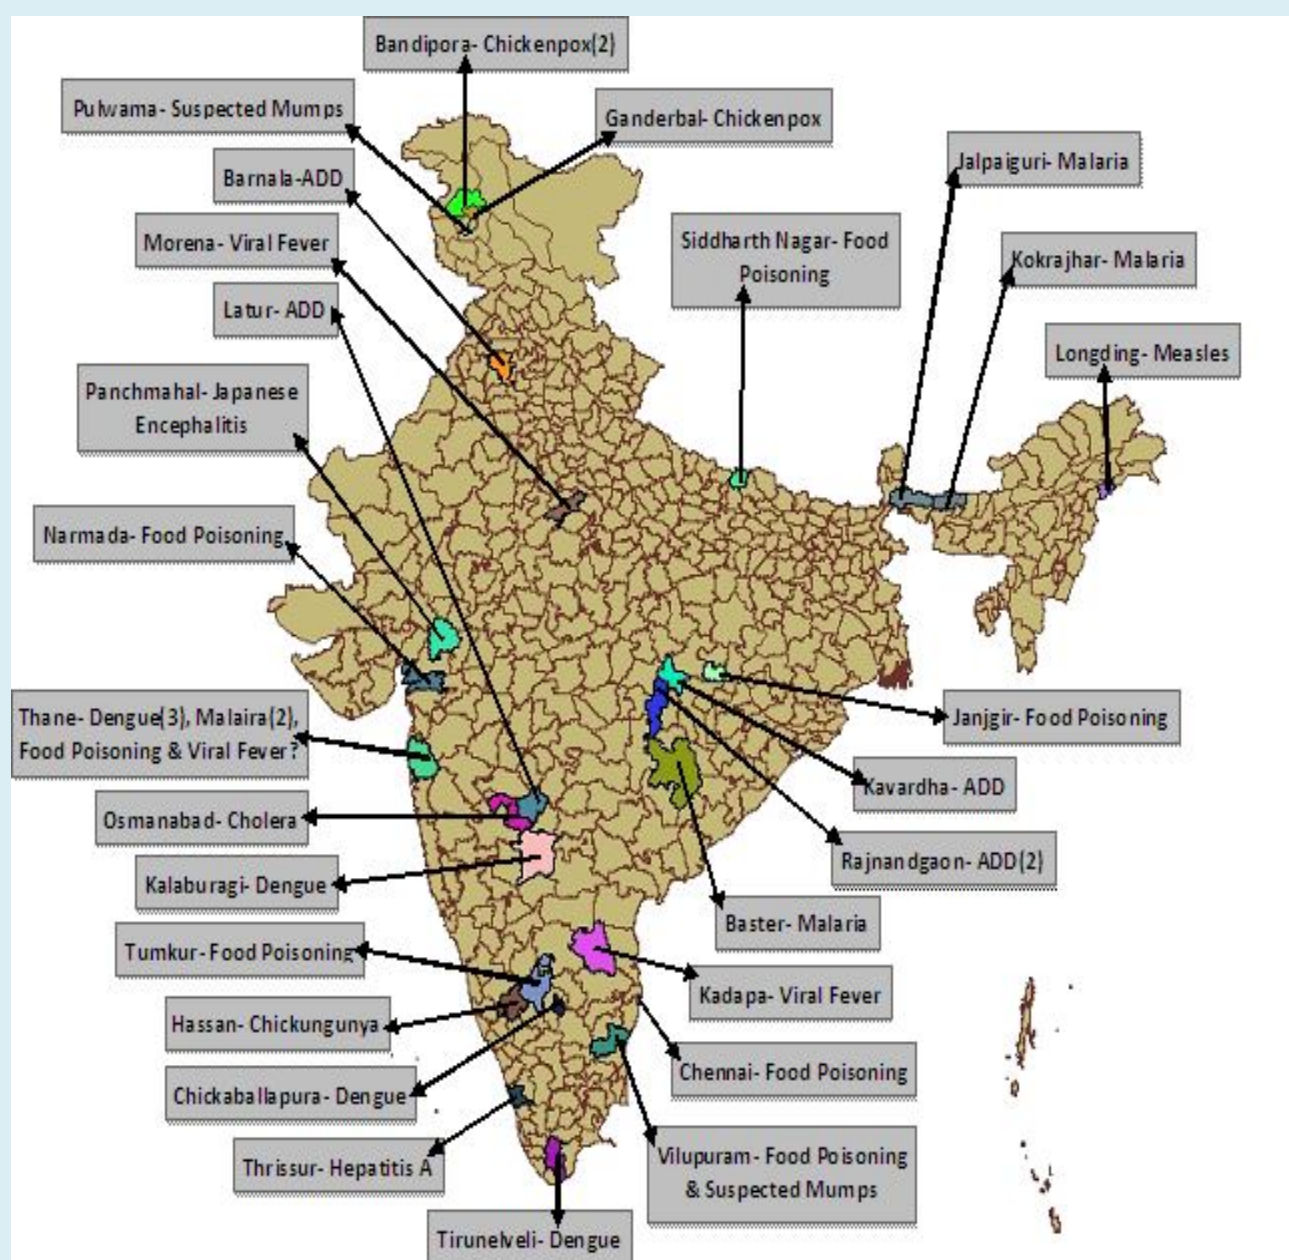 Bandipora- Chickenpox(2)
Pulwama- Suspected Mumps
Ganderbal- Chickenpox
Jalpaiguri- Malaria
Barnala-ADD
Morena- Viral Fever
Siddharth Nagar- Food
Poisoning
Kokrajhar- Malaria
Latur- ADD
Longding- Measles
Panchmahal- Japanese
Encephalitis
Narmada- Food Poisoning
Thane- Dengue(3), Malaira(2),
Food Poisoning & Viral Fever?
Janjgir- Food Poisoning
Kavardha- ADD
Osmanabad- Cholera
Rajnandgaon- ADD(2)
Kalaburagi- Dengue
Baster- Malaria
Tumkur- Food Poisoning
Kadapa- Viral Fever
Hassan- Chickungunya
Chennai- Food Poisoning
Chickaballapura- Dengue
Thrissur- Hepatitis A
Vilupuram- Food Poisoning
& Suspected Mumps
Tirunelveli- Dengue